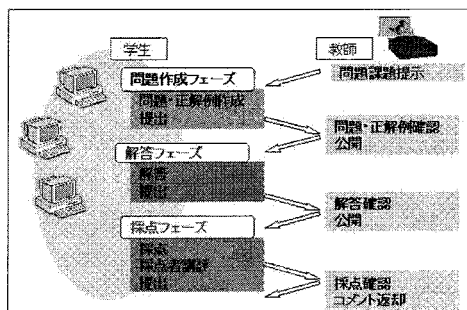 学生
教師
問題作成フェーズ
問題課題提示
問題・正解例作成
提出
問題・正解例確認
公開
解答フェーズ
解答
提出
解答確認
公開
採点フェーズ
採点
採点者講評
提出
採点確認
コメント返却